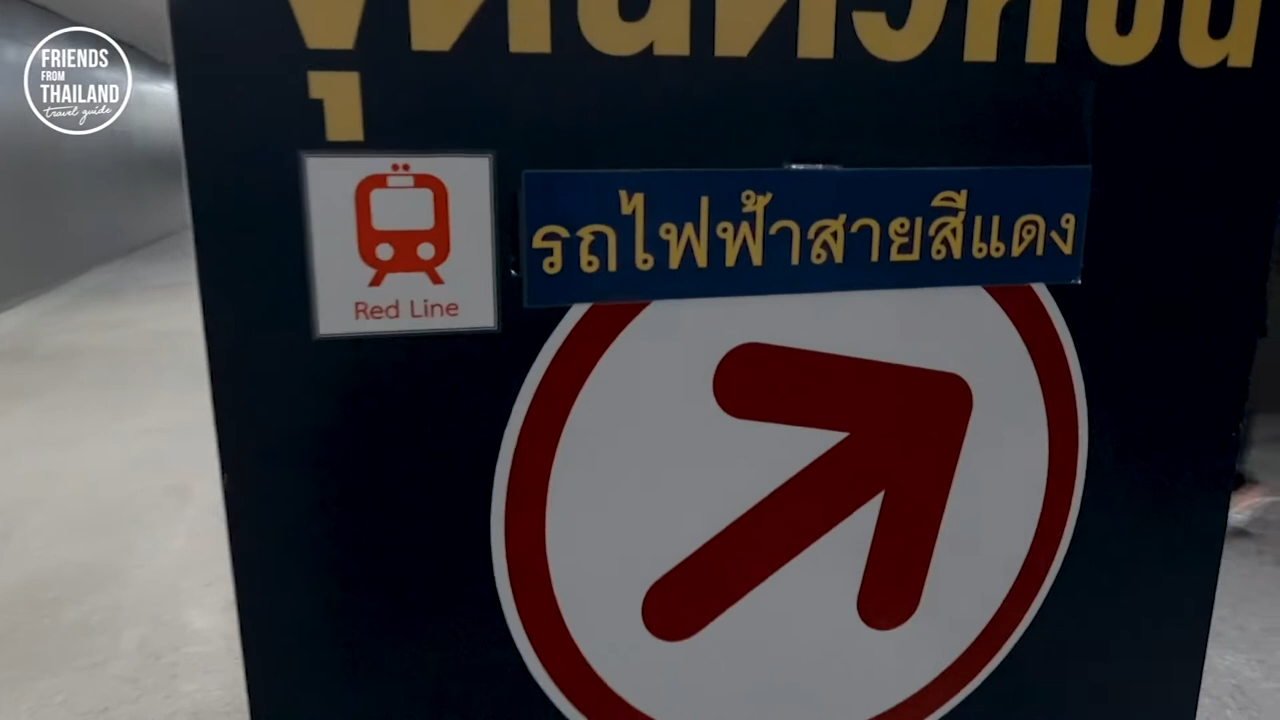 FRIENDS
FROM
THAILAND
travel guide
Red Line
รถไฟฟ้าสายสีแดง